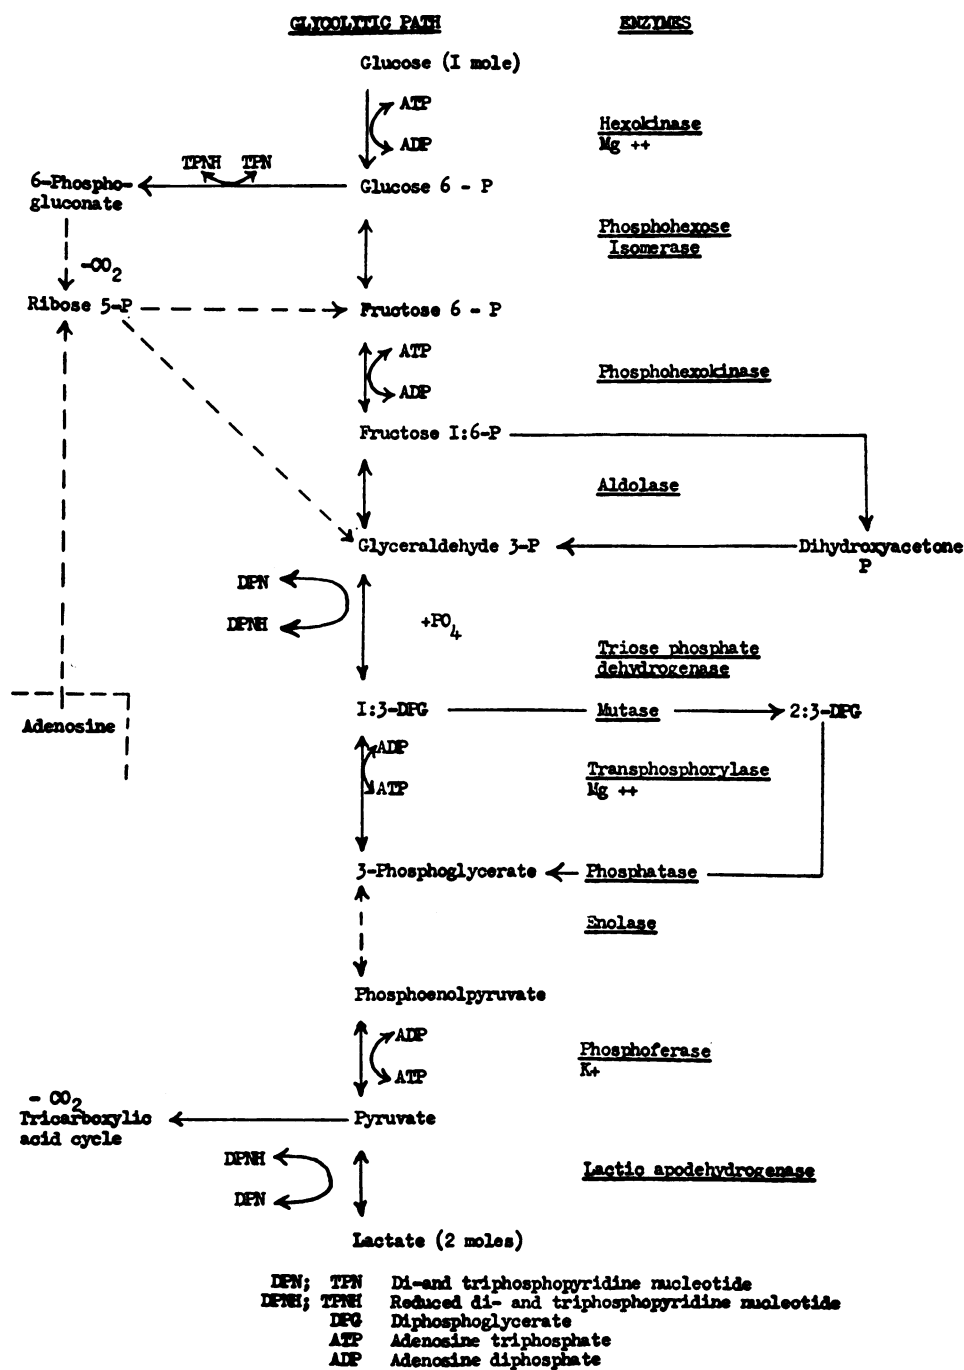 GLYCOLYTIC PATH ENZYMES
Glucose (I mole)
ATP
Hexokinase
ADP
Mg ++
TPNH TPN
6-Phospho-
gluconate
Glucose 6 - P
Phosphohexose
Isomerase
-CO2
Ribose 5-P
Fructose 6 - P
ATP
Phosphohexokinase
ADP
Fructose I:6-P
Aldolase
Glyceraldehyde 3-P
Dihydroxyacetone
P
DPN
DPNH
+PO4
Triose phosphate
dehydrogenase
I:3-DPG Mutase 2:3-DPG
Adenosine
ADP
Transphosphorylase
ATP
Mg ++
3-Phosphoglycerate Phosphatase
Enolase
Phosphoenolpyruvate
ADP
Phosphoferase
ATP
K+
- CO2
Tricarboxylic
acid cycle
Pyruvate
DPNH
Lactic apodehydrogenase
DPN
Lactate (2 moles)
DPN; TPN Di-and triphosphopyridine nucleotide
DPNH; TPNH Reduced di- and triphosphopyridine nucleotide
DPG Diphosphoglycerate
ATP Adenosine triphosphate
ADP Adenosine diphosphate